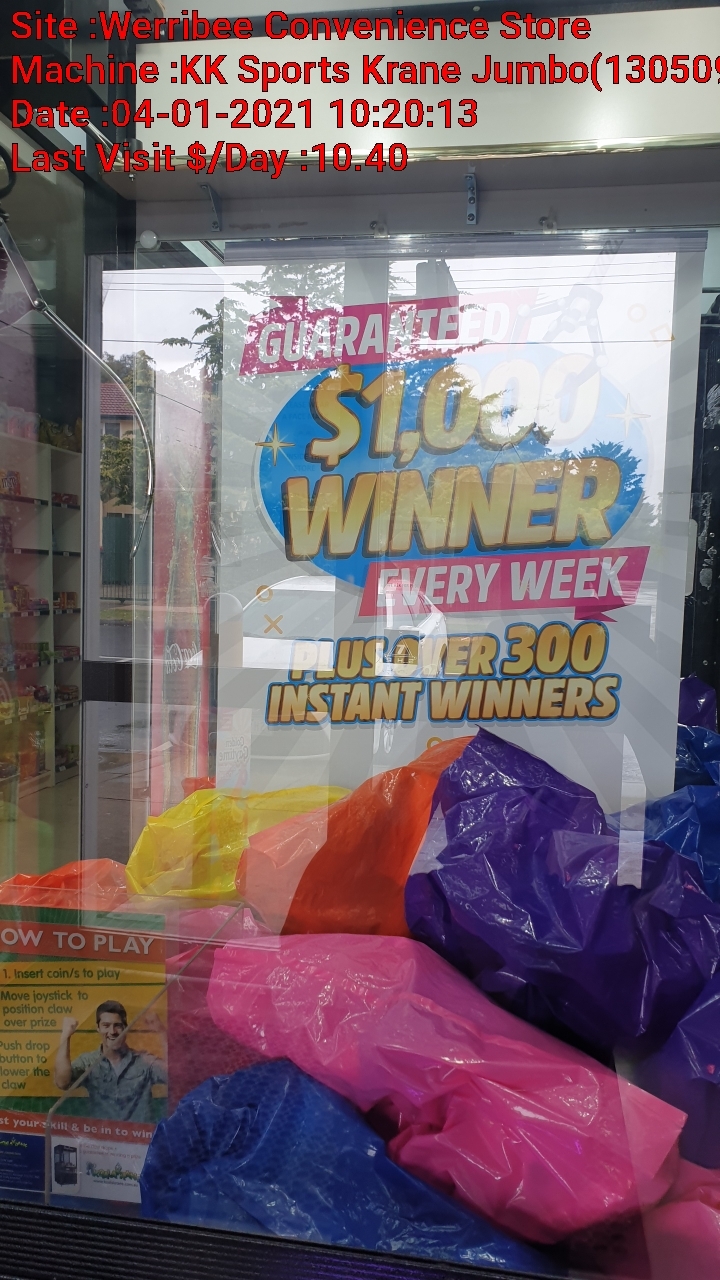 Site :Werribee Convenience Store
Machine :KK Sports Krane Jumbo(130509
Date :04-01-2021 10:20:13
Last Visit $/Day :10.40
GUARANTEED
$1,000
WINNER
EVERY WEEK
PLUS OVER 300
INSTANT WINNERS
OW TO PLAY
1. Insert coin/s to play
Move joystick to
position claw
over prize
Push drop
button to
lower the
claw
st your skill & be in to win